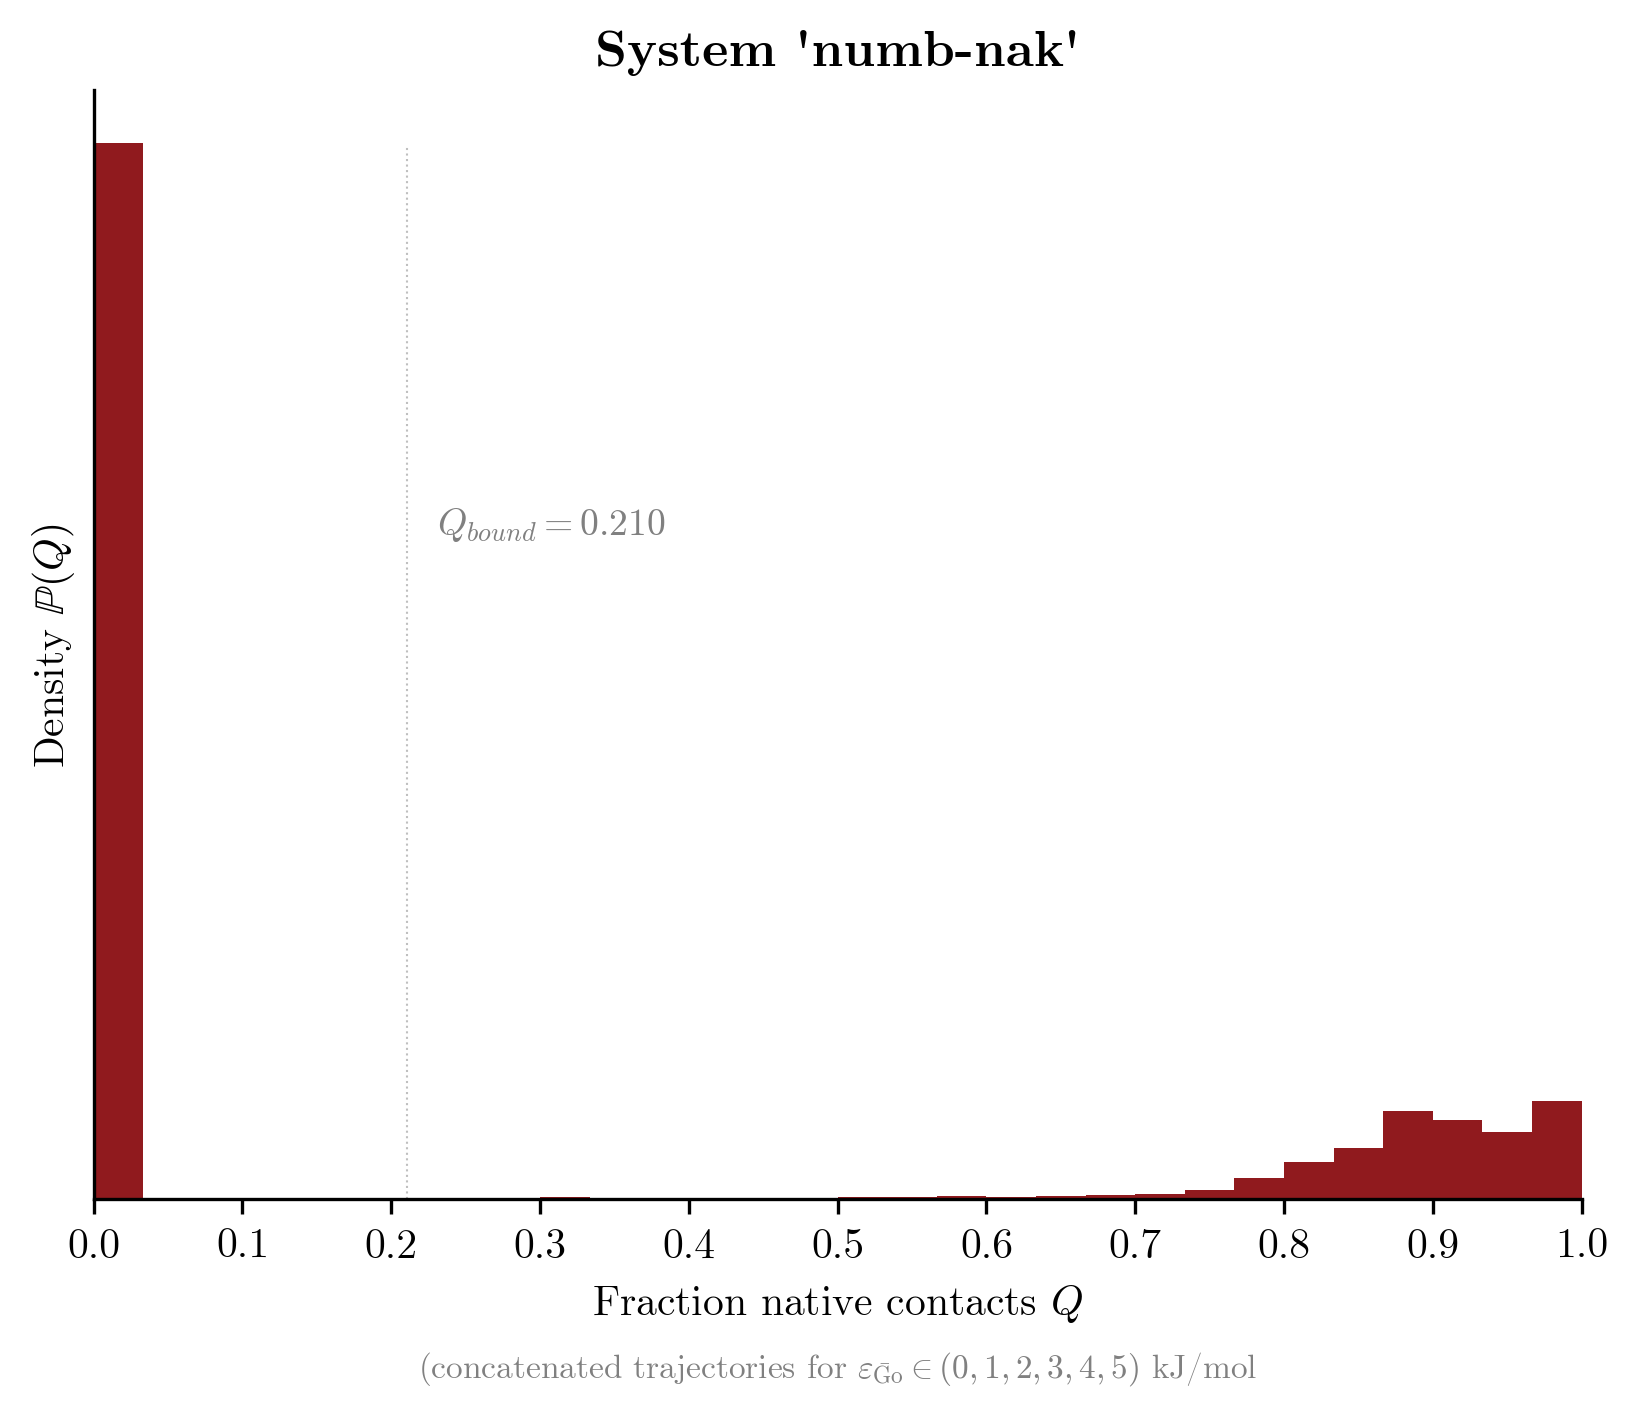 System 'numb-nak'
Density ℙ(Q)
Q_bound = 0.210
0.0 0.1 0.2 0.3 0.4 0.5 0.6 0.7 0.8 0.9 1.0
Fraction native contacts Q
(concatenated trajectories for ε_Ḡo ∈ (0, 1, 2, 3, 4, 5) kJ/mol